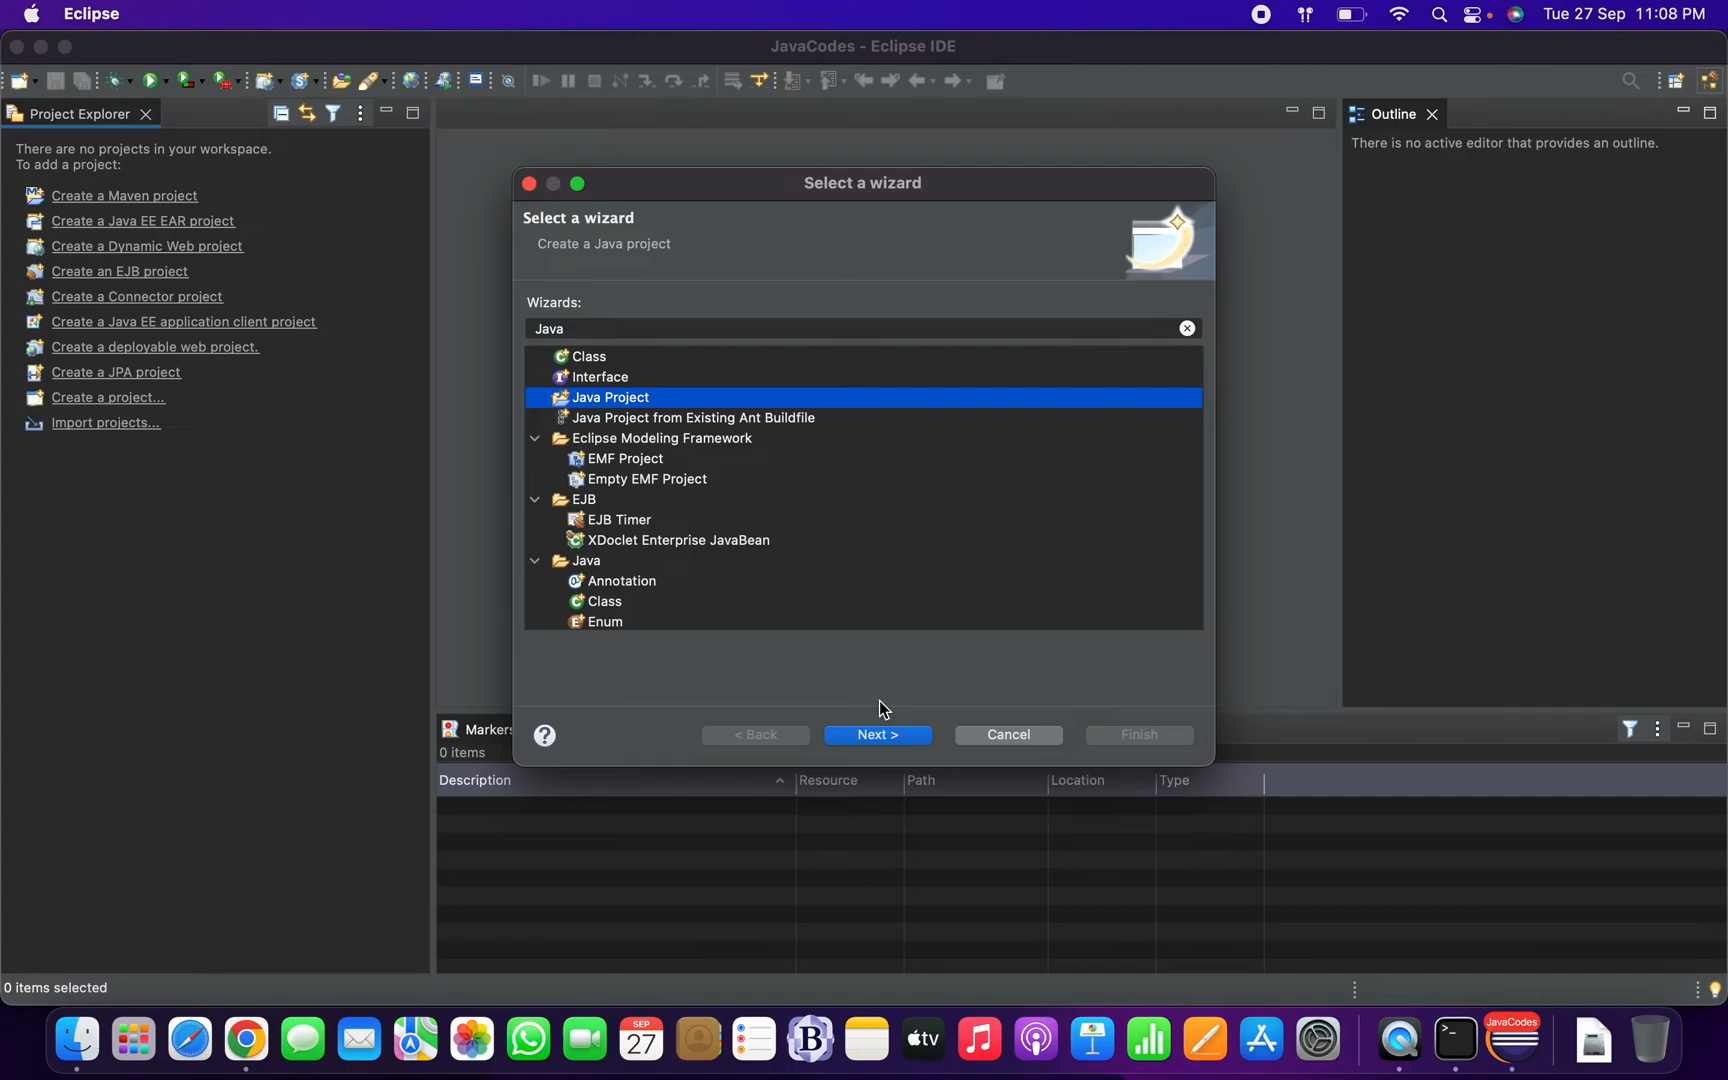 Eclipse
Tue 27 Sep 11:08 PM
JavaCodes - Eclipse IDE
Project Explorer
Outline
There are no projects in your workspace.
To add a project:
Create a Maven project
Create a Java EE EAR project
Create a Dynamic Web project
Create an EJB project
Create a Connector project
Create a Java EE application client project
Create a deployable web project.
Create a JPA project
Create a project...
Import projects...
There is no active editor that provides an outline.
Select a wizard
Select a wizard
Create a Java project
Wizards:
Java
Class
Interface
Java Project
Java Project from Existing Ant Buildfile
Eclipse Modeling Framework
EMF Project
Empty EMF Project
EJB
EJB Timer
XDoclet Enterprise JavaBean
Java
Annotation
Class
Enum
?
< Back
Next >
Cancel
Finish
Markers
0 items
Description
Resource
Path
Location
Type
0 items selected
SEP
27
tv
JavaCodes